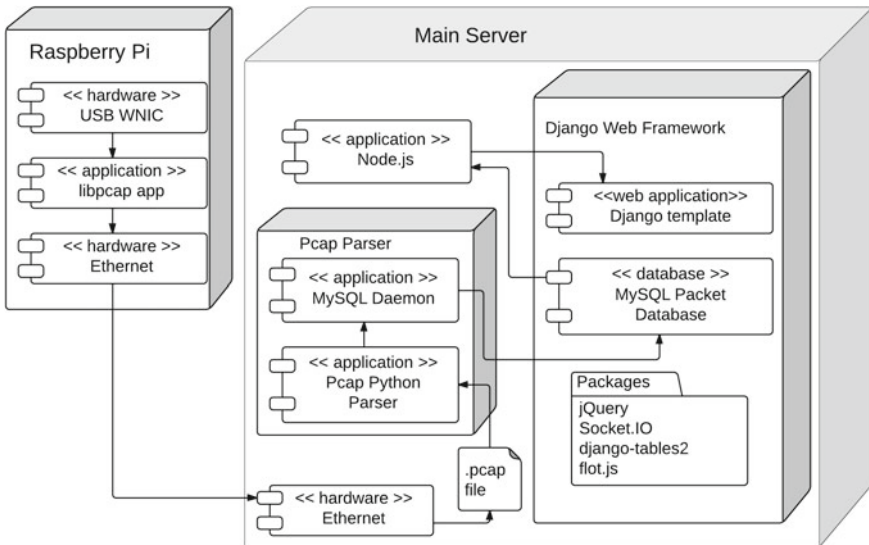 Raspberry Pi
<< hardware >>
USB WNIC
<< application >>
libpcap app
<< hardware >>
Ethernet
Main Server
<< application >>
Node.js
Pcap Parser
<< application >>
MySQL Daemon
<< application >>
Pcap Python
Parser
.pcap
file
<< hardware >>
Ethernet
Django Web Framework
<<web application>>
Django template
<< database >>
MySQL Packet
Database
Packages
jQuery
Socket.IO
django-tables2
flot.js